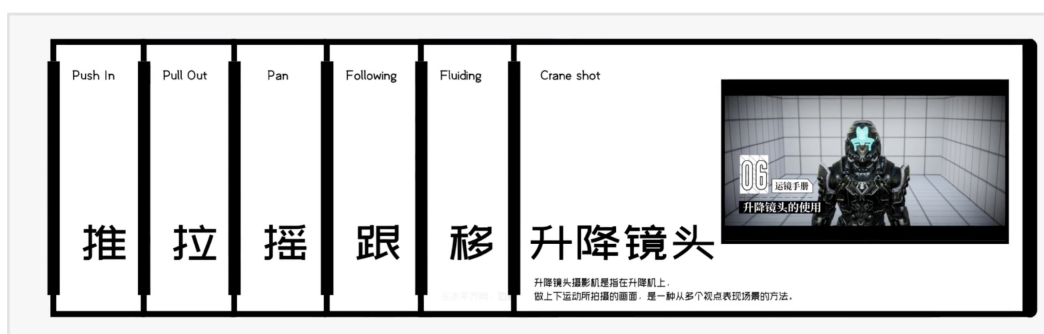 Push In
Pull Out
Pan
Following
Fluiding
Crane shot
推
拉
摇
跟
移
升降镜头
06
运镜手册
升降镜头的使用
升降镜头摄影机是指在升降机上，
做上下运动所拍摄的画面，是一种从多个视点表现场景的方法。